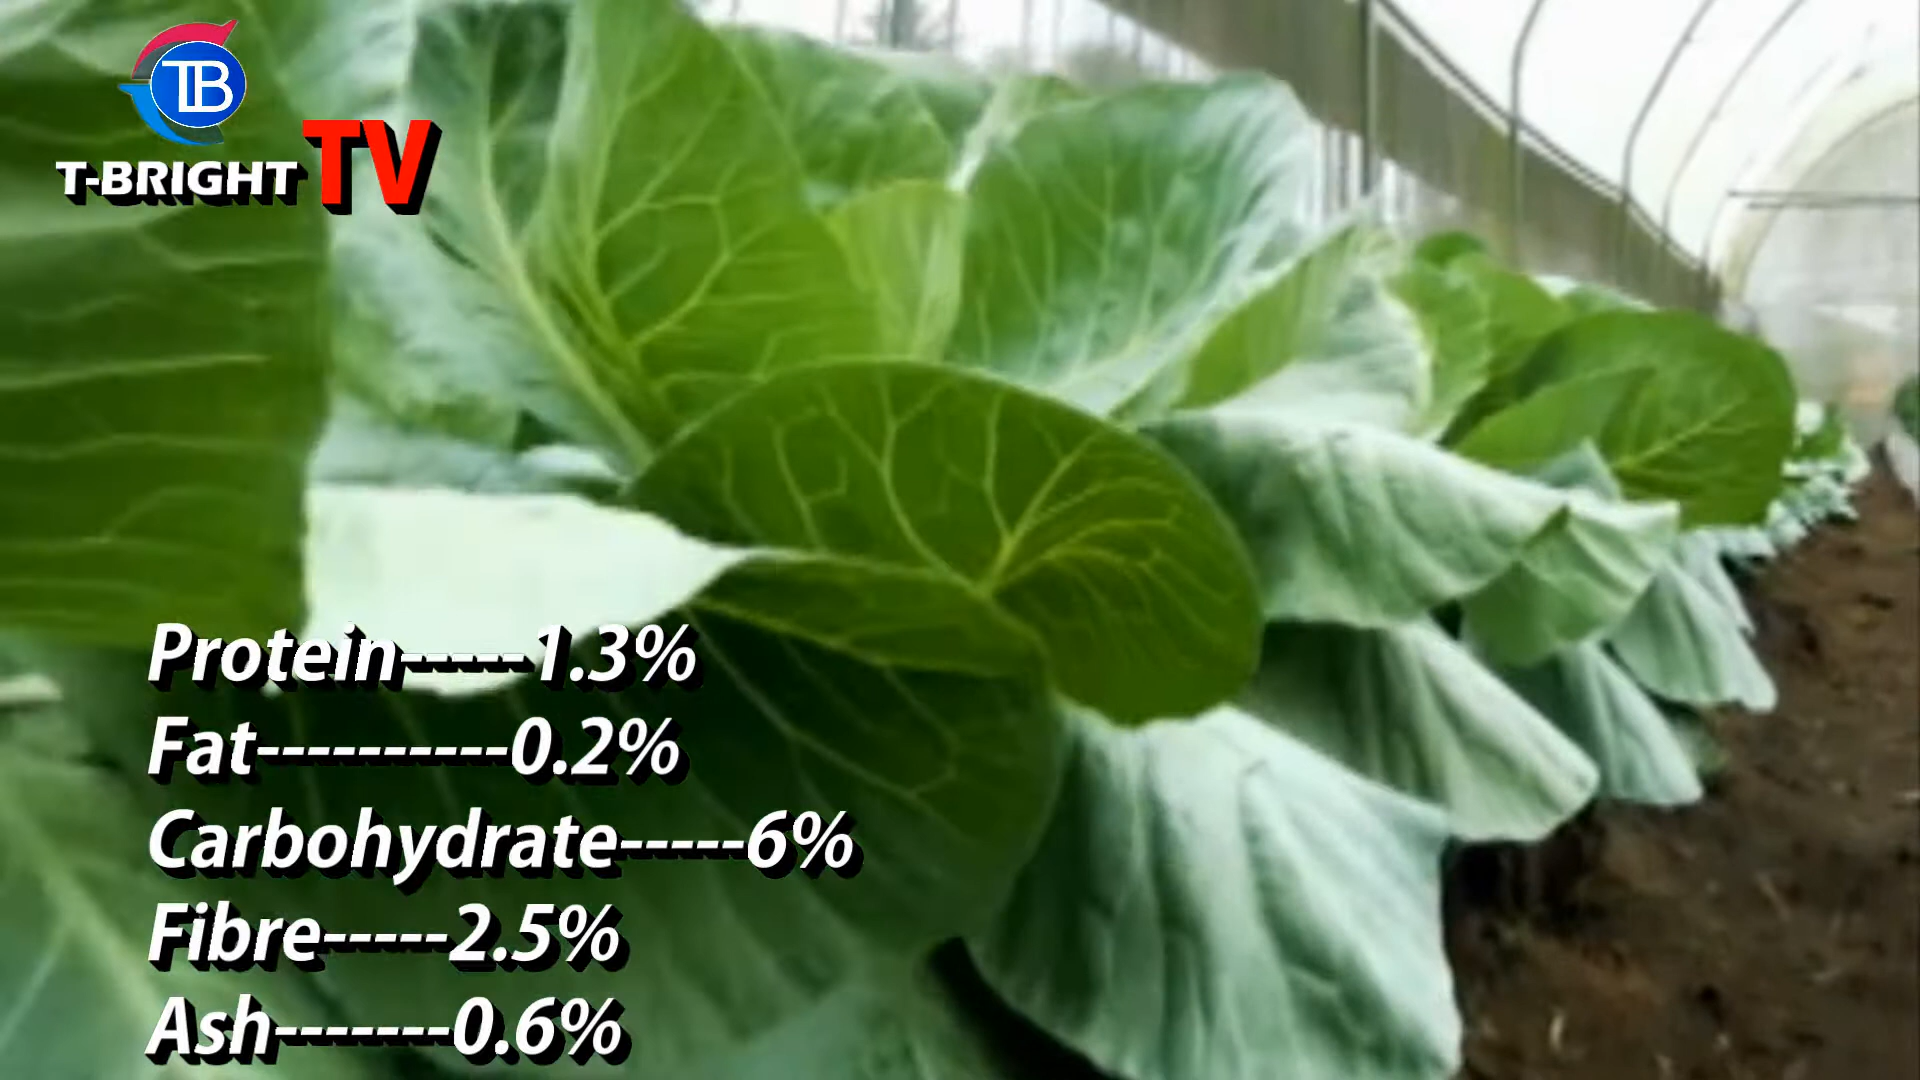 TB
T-BRIGHT TV
Protein-----1.3%
Fat----------0.2%
Carbohydrate-----6%
Fibre-----2.5%
Ash-------0.6%